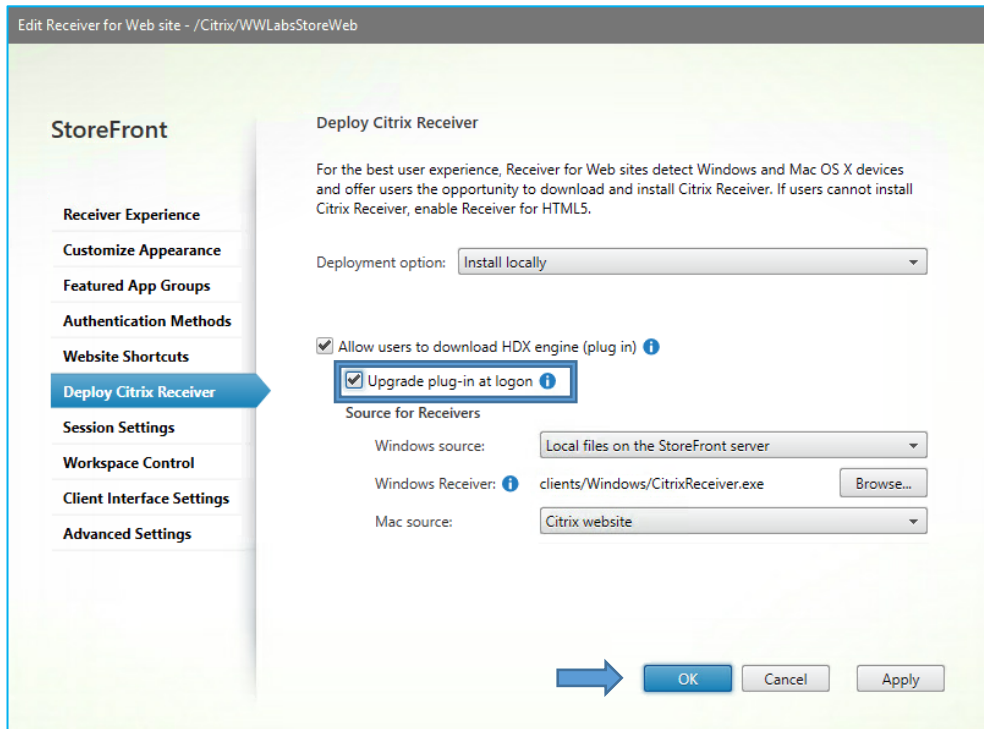 Edit Receiver for Web site - /Citrix/WWLabsStoreWeb
StoreFront
Receiver Experience
Customize Appearance
Featured App Groups
Authentication Methods
Website Shortcuts
Deploy Citrix Receiver
Session Settings
Workspace Control
Client Interface Settings
Advanced Settings
Deploy Citrix Receiver
For the best user experience, Receiver for Web sites detect Windows and Mac OS X devices
and offer users the opportunity to download and install Citrix Receiver. If users cannot install
Citrix Receiver, enable Receiver for HTML5.
Deployment option: Install locally
Allow users to download HDX engine (plug in)
Upgrade plug-in at logon
Source for Receivers
Windows source: Local files on the StoreFront server
Windows Receiver: clients/Windows/CitrixReceiver.exe Browse...
Mac source: Citrix website
OK Cancel Apply